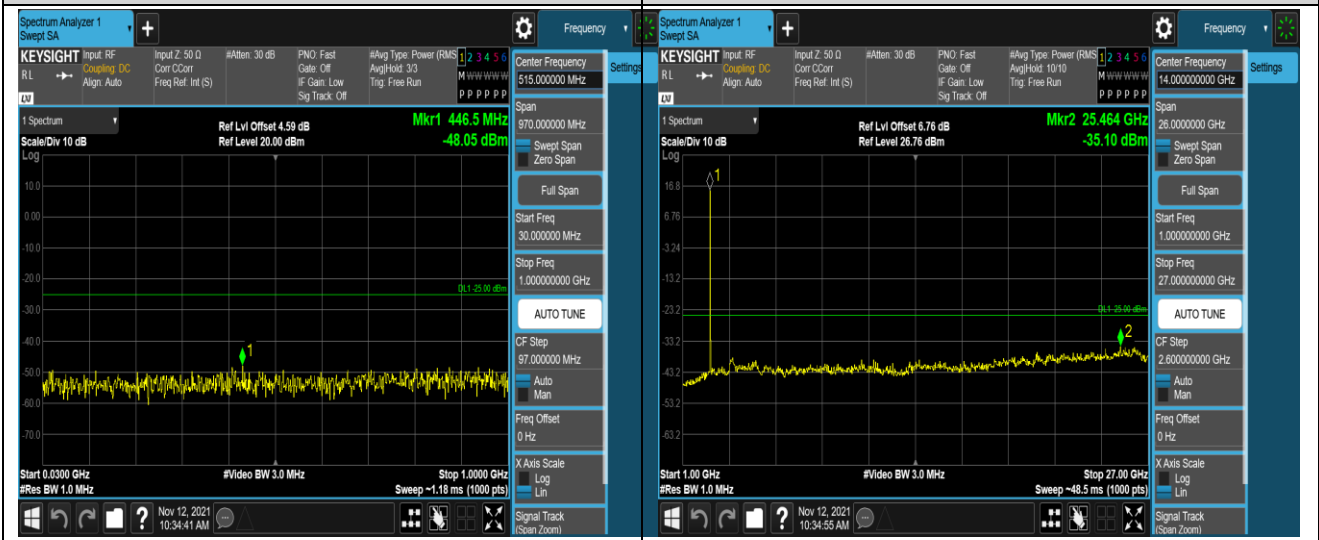 Spectrum Analyzer 1
Swept SA
Frequency
KEYSIGHT
Input: RF
Coupling: DC
Align: Auto
Input Z: 50 Ω
Corr CCorr
Freq Ref: Int (S)
#Atten: 30 dB
PNO: Fast
Gate: Off
IF Gain: Low
Sig Track: Off
#Avg Type: Power (RMS
Avg|Hold: 3/3
Trig: Free Run
1 2 3 4 5 6
M W W W W W
P P P P P P
RL
LXI
Center Frequency
515.000000 MHz
Settings
1 Spectrum
Scale/Div 10 dB
Ref Lvl Offset 4.59 dB
Ref Level 20.00 dBm
Mkr1 446.5 MHz
-48.05 dBm
Span
970.000000 MHz
Swept Span
Zero Span
Full Span
Start Freq
30.000000 MHz
Stop Freq
1.000000000 GHz
AUTO TUNE
CF Step
97.000000 MHz
Auto
Man
Freq Offset
0 Hz
X Axis Scale
Log
Lin
Signal Track
(Span Zoom)
Log
10.0
0.00
-10.0
-20.0
-30.0
-40.0
-50.0
-60.0
-70.0
DL1 -25.00 dBm
1
Start 0.0300 GHz
#Res BW 1.0 MHz
#Video BW 3.0 MHz
Stop 1.0000 GHz
Sweep ~1.18 ms (1000 pts)
?
Nov 12, 2021
10:34:41 AM
Spectrum Analyzer 1
Swept SA
Frequency
KEYSIGHT
Input: RF
Coupling: DC
Align: Auto
Input Z: 50 Ω
Corr CCorr
Freq Ref: Int (S)
#Atten: 30 dB
PNO: Fast
Gate: Off
IF Gain: Low
Sig Track: Off
#Avg Type: Power (RMS
Avg|Hold: 10/10
Trig: Free Run
1 2 3 4 5 6
M W W W W W
P P P P P P
RL
LXI
Center Frequency
14.000000000 GHz
Settings
1 Spectrum
Scale/Div 10 dB
Ref Lvl Offset 6.76 dB
Ref Level 26.76 dBm
Mkr2 25.464 GHz
-35.10 dBm
Span
26.0000000 GHz
Swept Span
Zero Span
Full Span
Start Freq
1.000000000 GHz
Stop Freq
27.00000000 GHz
AUTO TUNE
CF Step
2.600000000 GHz
Auto
Man
Freq Offset
0 Hz
X Axis Scale
Log
Lin
Signal Track
(Span Zoom)
Log
16.8
6.76
-3.24
-13.2
-23.2
-33.2
-43.2
-53.2
-63.2
1
DL1 -25.00 dBm
2
Start 1.00 GHz
#Res BW 1.0 MHz
#Video BW 3.0 MHz
Stop 27.00 GHz
Sweep ~48.5 ms (1000 pts)
?
Nov 12, 2021
10:34:55 AM